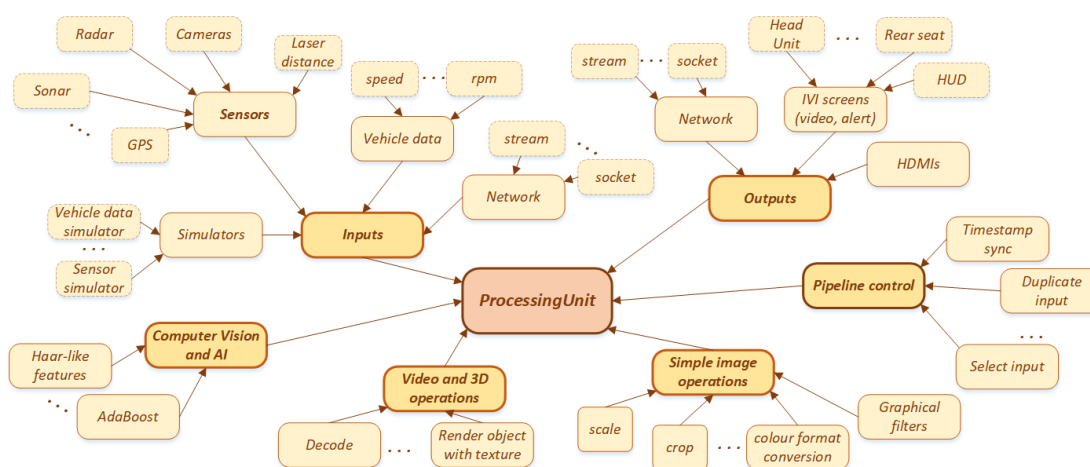 Radar
Cameras
Laser
distance
Sonar
Sensors
GPS
...
speed
...
rpm
Vehicle data
stream
...
socket
Network
Vehicle data
simulator
...
Sensor
simulator
Simulators
Inputs
stream
...
socket
Network
Head
Unit
...
Rear seat
HUD
IVI screens
(video, alert)
HDMIs
Outputs
ProcessingUnit
Timestamp
sync
Pipeline control
Duplicate
input
...
Select input
Computer Vision
and AI
Haar-like
features
...
AdaBoost
Video and 3D
operations
Decode
...
Render object
with texture
Simple image
operations
scale
crop
...
colour format
conversion
Graphical
filters